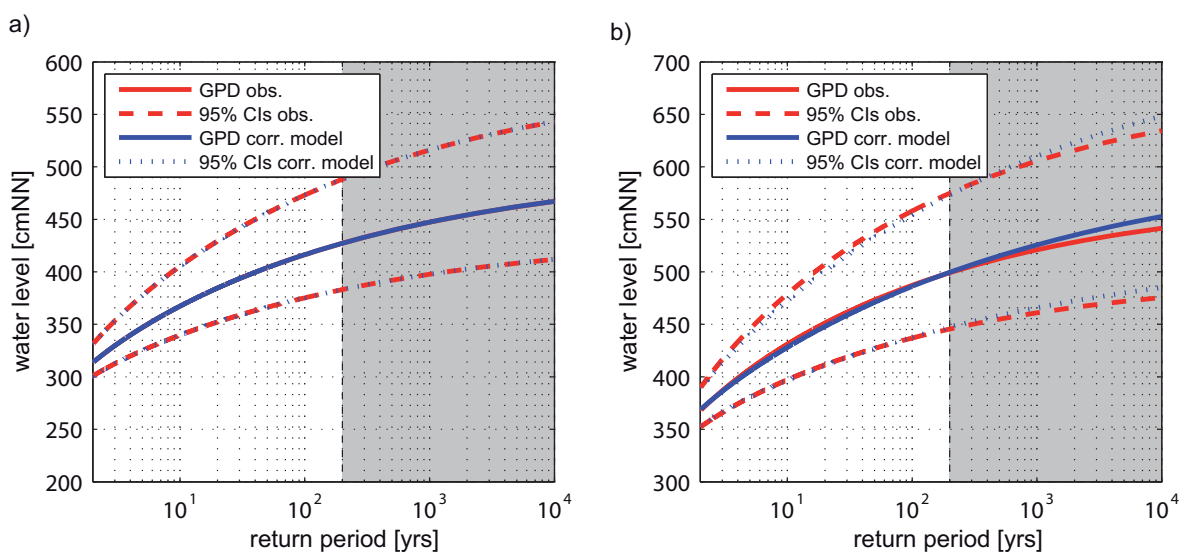 a)
600
550
500
450
400
350
300
250
200
water level [cmNN]
GPD obs.
95% CIs obs.
GPD corr. model
95% CIs corr. model
10^1
10^2
10^3
10^4
return period [yrs]
b)
700
650
600
550
500
450
400
350
300
water level [cmNN]
GPD obs.
95% CIs obs.
GPD corr. model
95% CIs corr. model
10^1
10^2
10^3
10^4
return period [yrs]